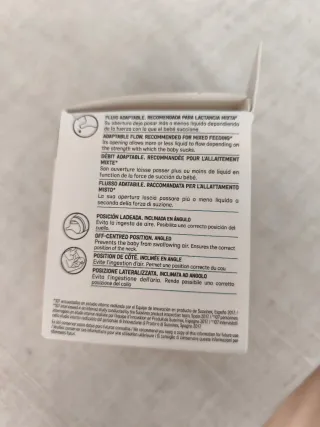 FLUJO ADAPTABLE. RECOMENDADA PARA LACTANCIA MIXTA*
Su abertura deja pasar más o menos líquido dependiendo
de la fuerza con la que el bebé succione.
ADAPTABLE FLOW. RECOMMENDED FOR MIXED FEEDING*
Its opening allows more or less liquid to flow depending on
the strength with which the baby sucks.
DÉBIT ADAPTABLE. RECOMMANDÉE POUR L'ALLAITEMENT
MIXTE*
Son ouverture laisse passer plus ou moins de liquide en
fonction de la force de succion du bébé.
FLUSSO ADATABILE. RACCOMANDATA PER L'ALLATTAMENTO
MISTO*
La sua apertura lascia passare più o meno liquido a
seconda della forza di suzione.
POSICIÓN LADEADA. INCLINADA EN ÁNGULO
Evita la ingesta de aire. Posibilita una correcta posición del
cuello.
OFF-CENTRED POSITION. ANGLES
Prevents the baby from swallowing air. Ensures the correct
position of the neck.
POSITION DE CÔTÉ. INCLINÉE EN ANGLE
Évite l'ingestion d'air. Permet une position correcte du cou.
POSIZIONE LATERALIZZATA. INCLINATA AD ANGOLO
Evita l'ingestione dell'aria. Rende possibile una corretta
posizione del collo